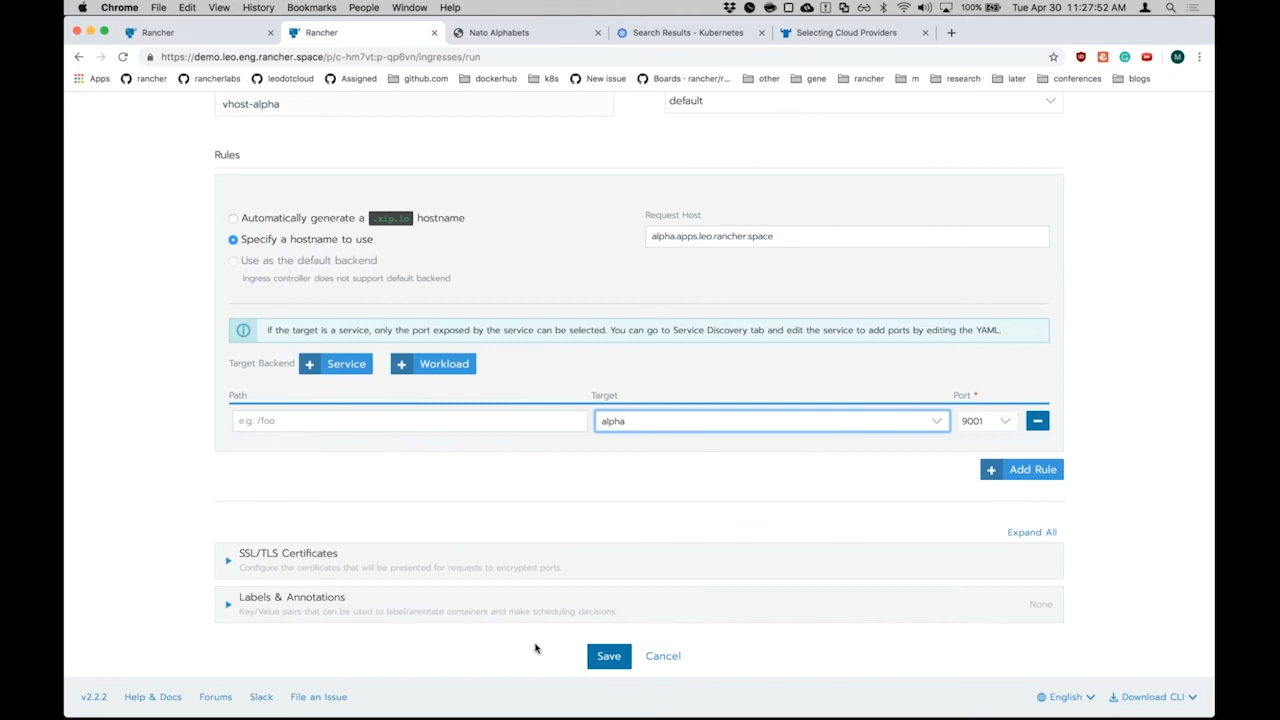 Chrome File Edit View History Bookmarks People Window Help 100% Tue Apr 30 11:27:52 AM
Rancher Rancher Nato Alphabets Search Results - Kubernetes Selecting Cloud Providers
https://demo.leo.eng.rancher.space/p/c-hm7vt:p-qp6vn/ingresses/run
Apps rancher rancherlabs leodotcloud Assigned github.com dockerhub k8s New issue Boards · rancher/r... other gene rancher m research later conferences blogs
vhost-alpha default
Rules
Automatically generate a .xip.io hostname
Request Host
Specify a hostname to use
alpha.apps.leo.rancher.space
Use as the default backend
Ingress controller does not support default backend
If the target is a service, only the port exposed by the service can be selected. You can go to Service Discovery tab and edit the service to add ports by editing the YAML.
Target Backend + Service + Workload
Path Target Port *
e.g. /foo alpha 9001
+ Add Rule
Expand All
SSL/TLS Certificates
Configure the certificates that will be presented for requests to encrypted ports.
Labels & Annotations
Key/Value pairs that can be used to label/annotate containers and make scheduling decisions.
None
Save Cancel
v2.2.2 Help & Docs Forums Slack File an Issue English Download CLI